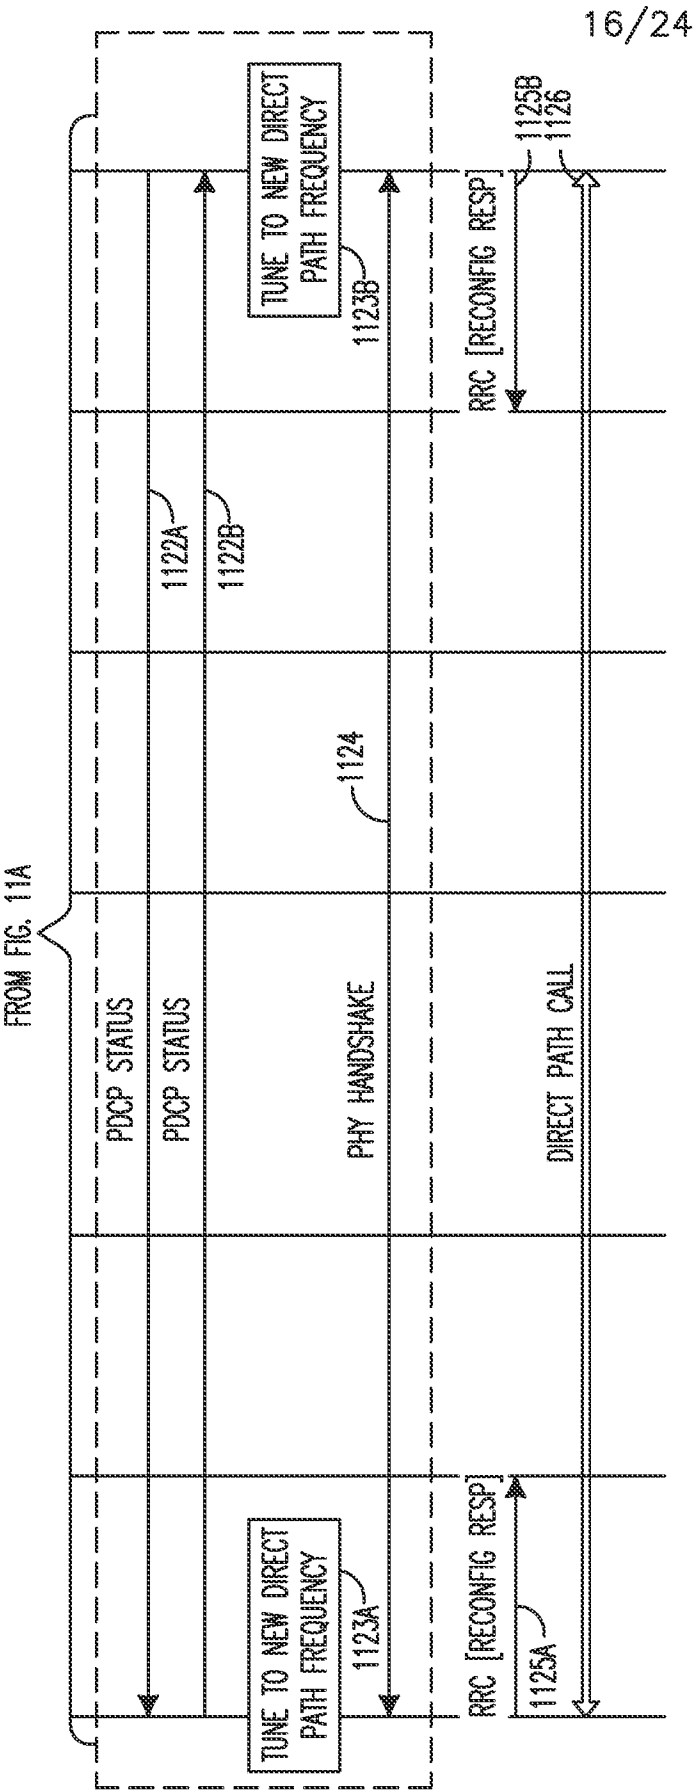 16/24
FROM FIG. 11A
PDCP STATUS
1122A
PDCP STATUS
1122B
TUNE TO NEW DIRECT
PATH FREQUENCY
1123A
TUNE TO NEW DIRECT
PATH FREQUENCY
1123B
PHY HANDSHAKE
1124
RRC [RECONFIG RESP]
1125A
RRC [RECONFIG RESP]
1125B
1126
DIRECT PATH CALL